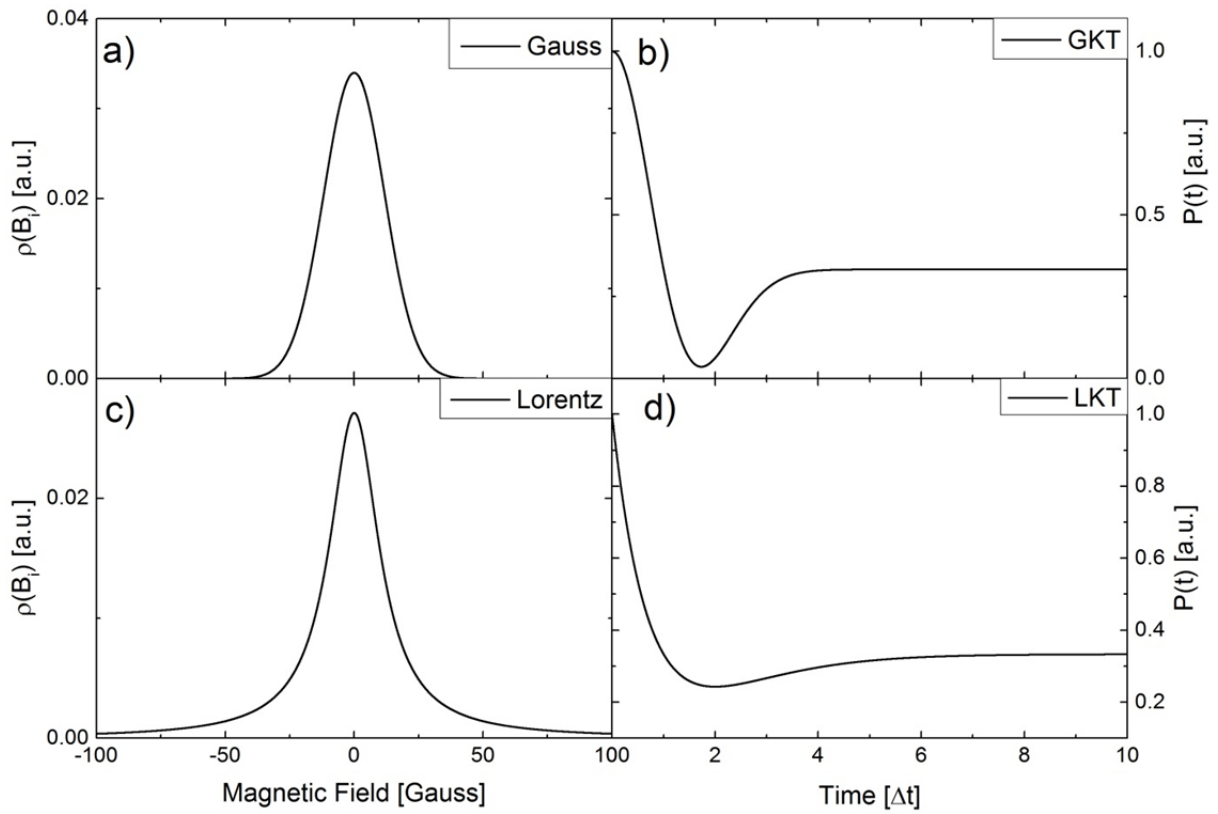 a)
Gauss
0.04
0.02
0.00
ρ(Bᵢ) [a.u.]
b)
GKT
1.0
0.5
0.0
P(t) [a.u.]
c)
Lorentz
0.02
0.00
ρ(Bᵢ) [a.u.]
-100 -50 0 50 100
Magnetic Field [Gauss]
d)
LKT
1.0
0.8
0.6
0.4
0.2
P(t) [a.u.]
0 2 4 6 8 10
Time [Δt]